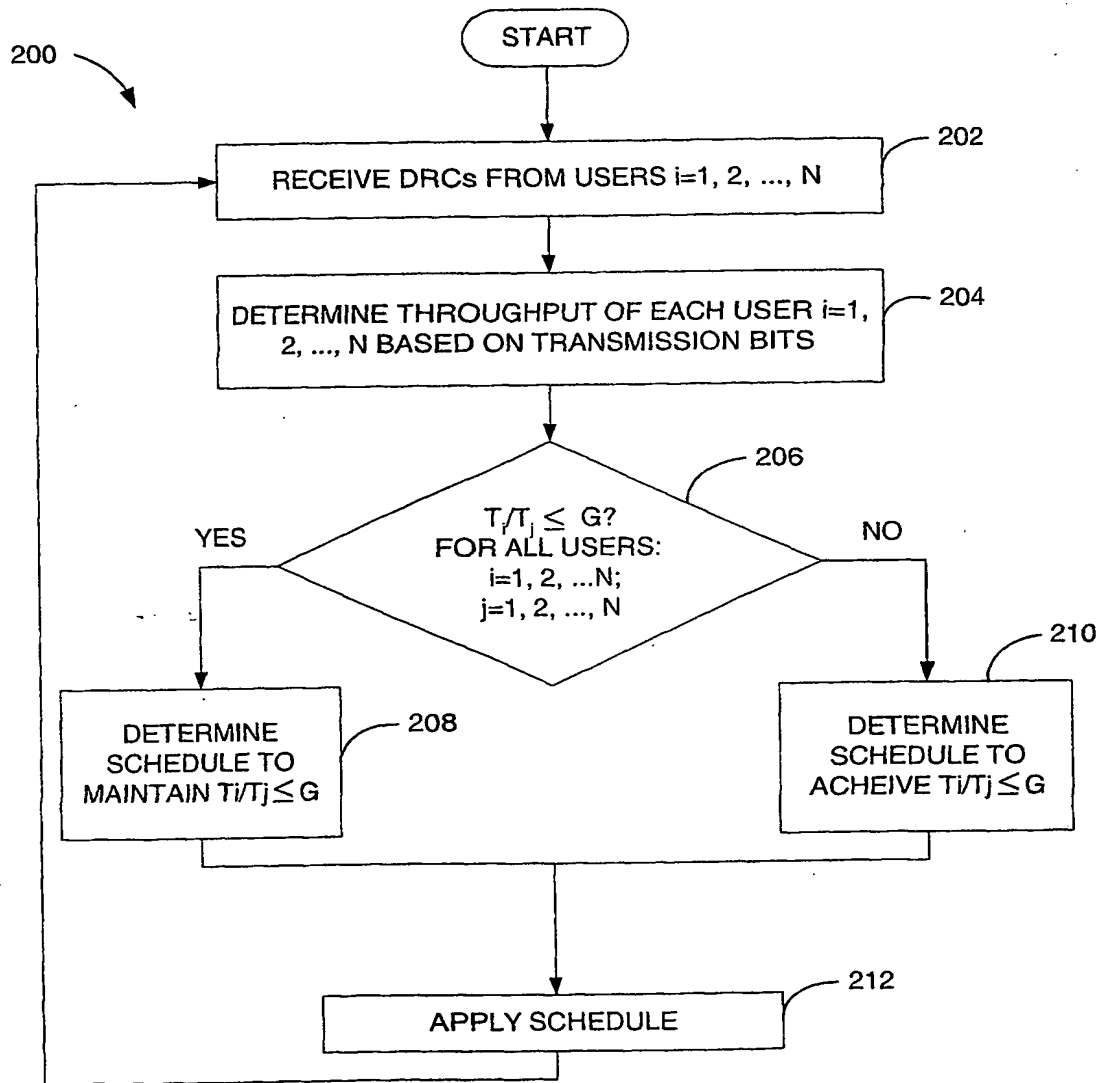 START
200
202
RECEIVE DRCs FROM USERS i=1, 2, ..., N
204
DETERMINE THROUGHPUT OF EACH USER i=1,
2, ..., N BASED ON TRANSMISSION BITS
206
Ti/Tj ≤ G?
FOR ALL USERS:
i=1, 2, ...N;
j=1, 2, ..., N
YES
NO
208
DETERMINE
SCHEDULE TO
MAINTAIN Ti/Tj ≤ G
210
DETERMINE
SCHEDULE TO
ACHEIVE Ti/Tj ≤ G
212
APPLY SCHEDULE